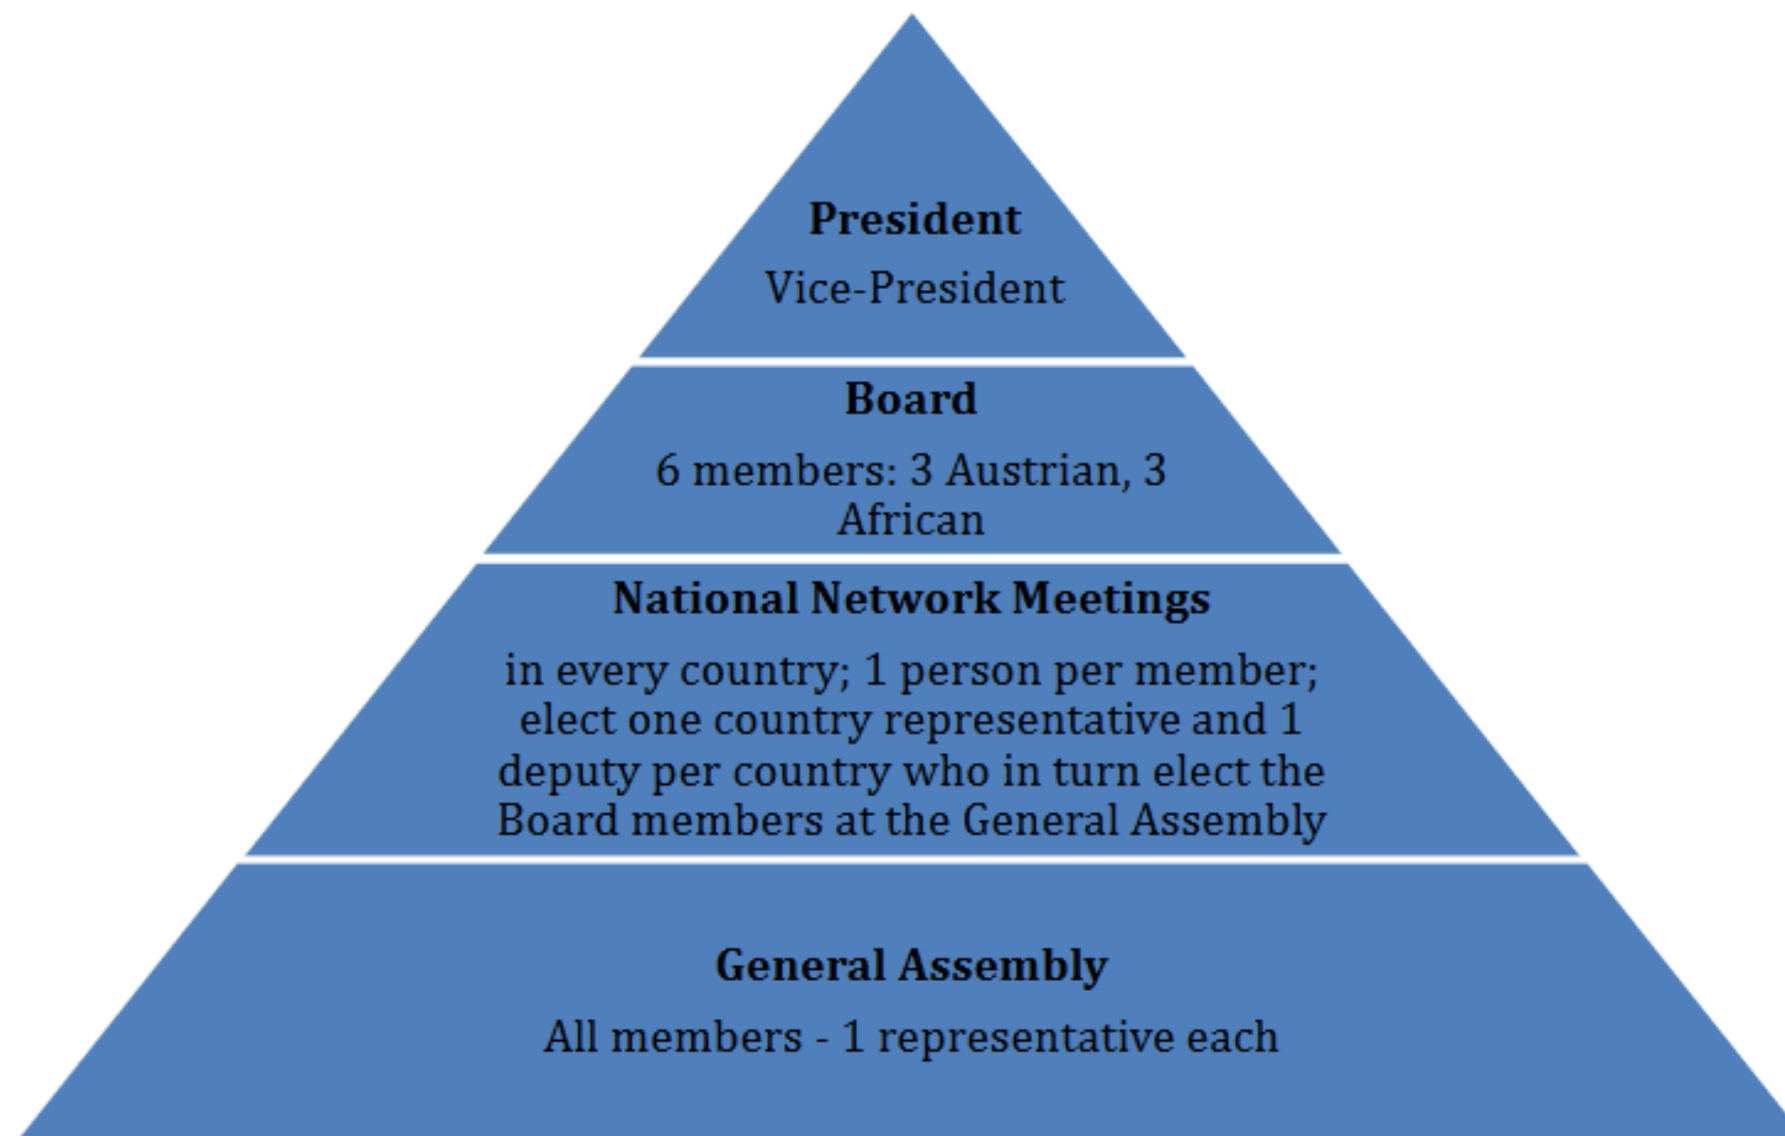 President
Vice-President
Board
6 members: 3 Austrian, 3
African
National Network Meetings
in every country; 1 person per member;
elect one country representative and 1
deputy per country who in turn elect the
Board members at the General Assembly
General Assembly
All members - 1 representative each